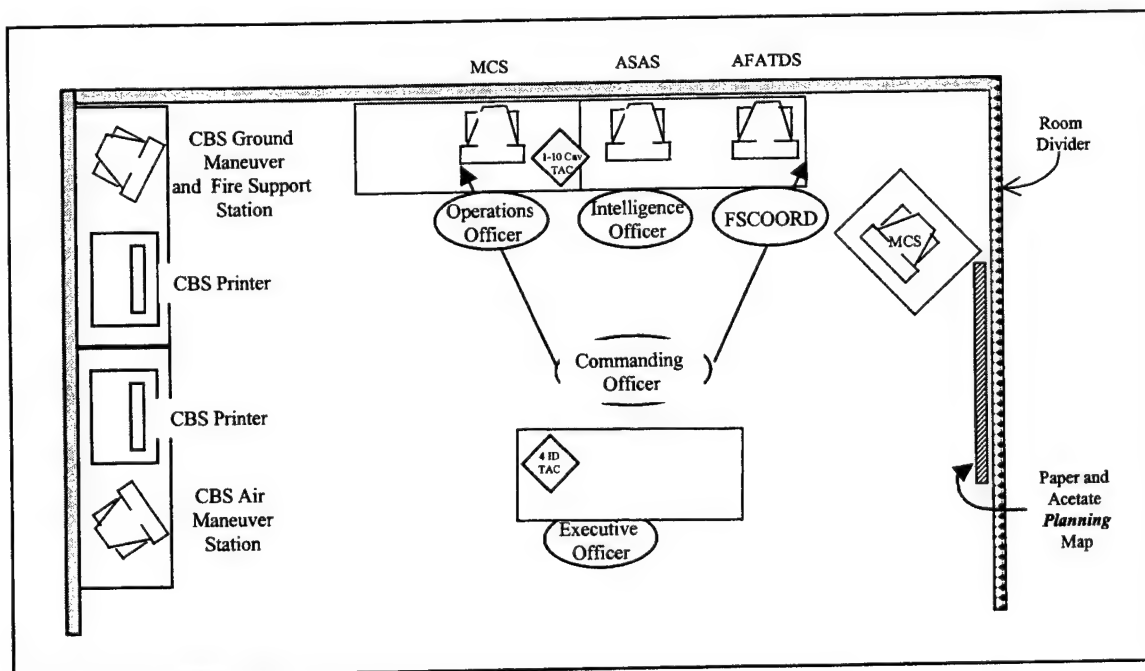 MCS
ASAS
AFATDS
CBS Ground
Maneuver
and Fire Support
Station
CBS Printer
CBS Printer
CBS Air
Maneuver
Station
1-10 Cav
TAC
Operations
Officer
Intelligence
Officer
FSCOORD
MCS
Commanding
Officer
4 ID
TAC
Executive
Officer
Room
Divider
Paper and
Acetate
Planning
Map